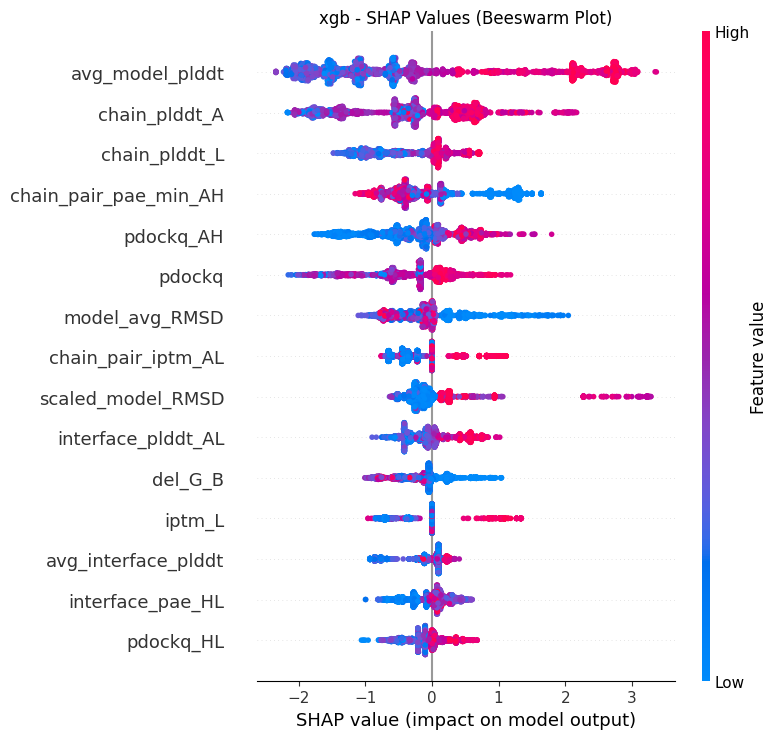 xgb - SHAP Values (Beeswarm Plot)
High
avg_model_plddt
chain_plddt_A
chain_plddt_L
chain_pair_pae_min_AH
pdockq_AH
pdockq
model_avg_RMSD
chain_pair_iptm_AL
scaled_model_RMSD
interface_plddt_AL
del_G_B
iptm_L
avg_interface_plddt
interface_pae_HL
pdockq_HL
Feature value
Low
−2 −1 0 1 2 3
SHAP value (impact on model output)